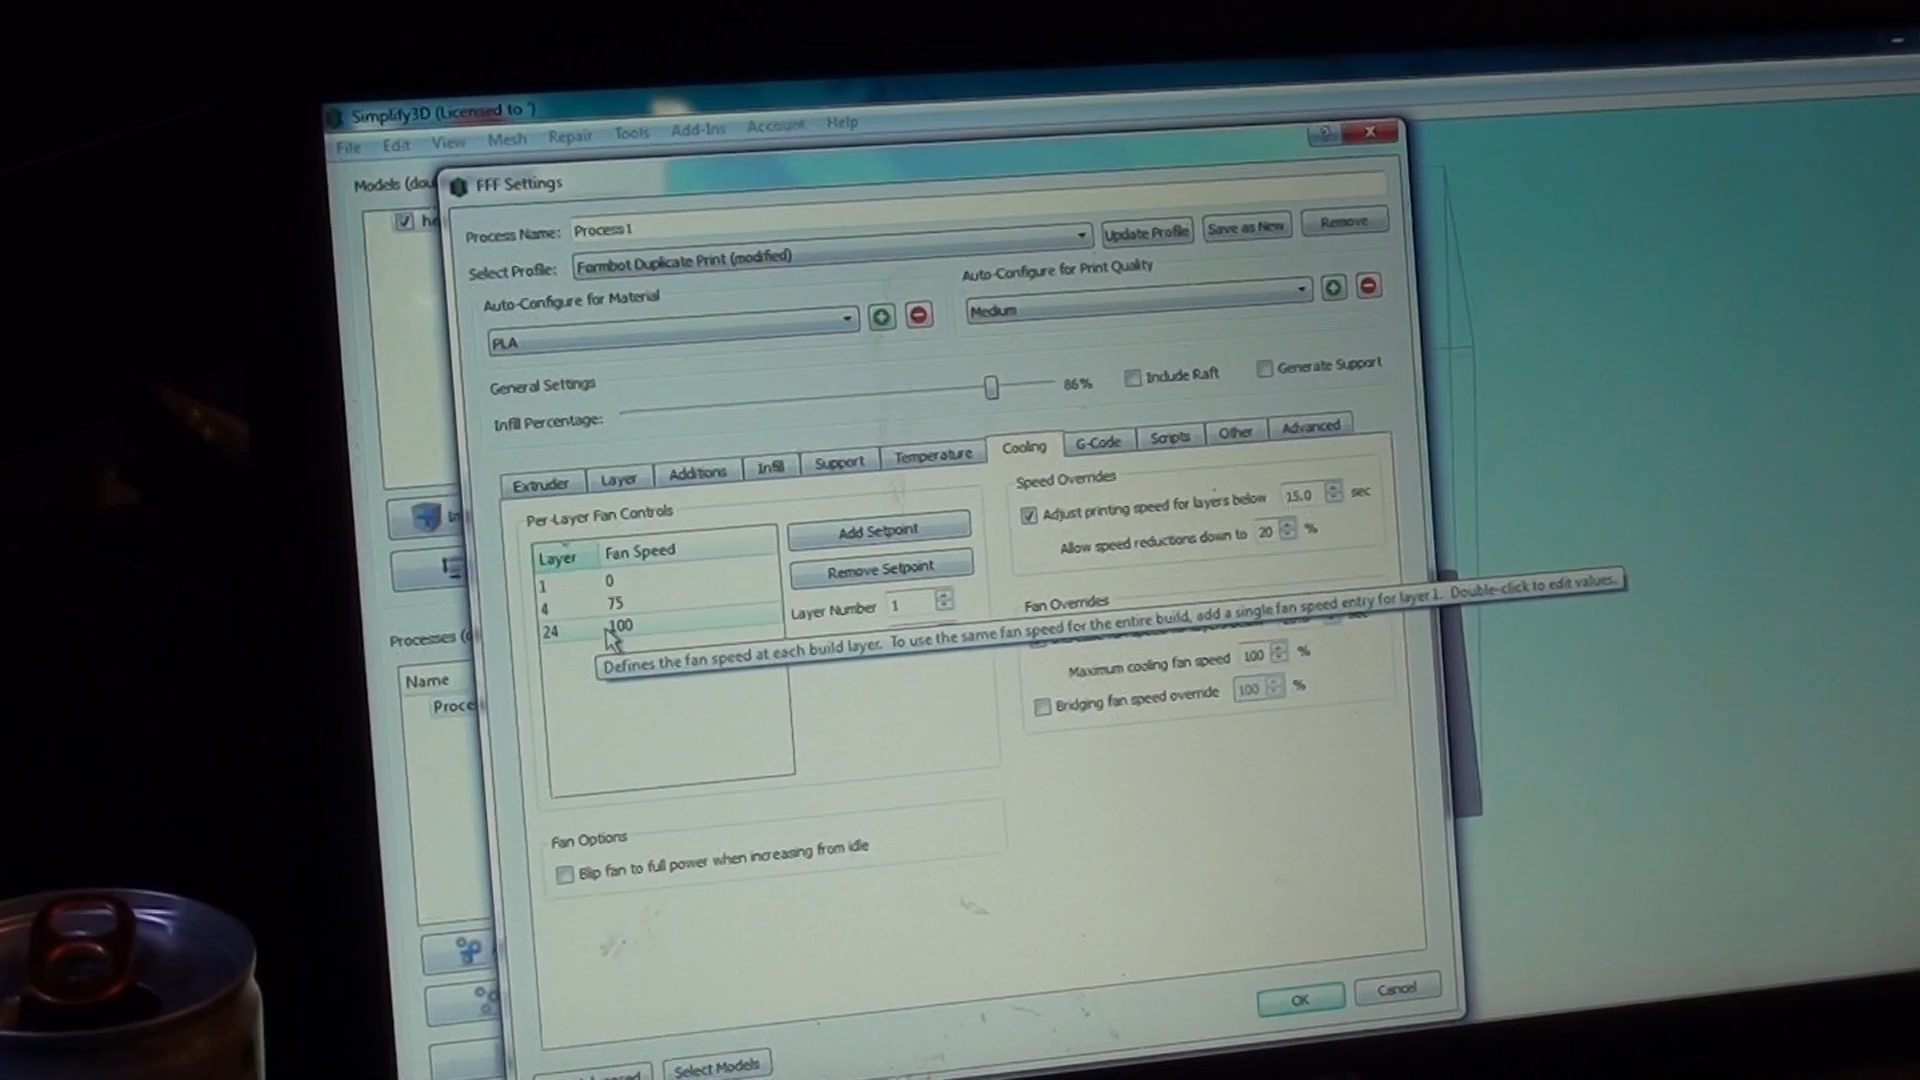 Simplify3D (Licensed to ')
File Edit View Mesh Repair Tools Add-Ins Account Help
Models (dou
FFF Settings
Process Name: Process1
Select Profile: Formbot Duplicate Print (modified) Update Profile Save as New Remove
Auto-Configure for Material
PLA
Auto-Configure for Print Quality
Medium
General Settings
Infill Percentage: 86% Include Raft Generate Support
Extruder Layer Additions Infill Support Temperature Cooling G-Code Scripts Other Advanced
Per-Layer Fan Controls
Layer Fan Speed
1 0
4 75
24 100
Add Setpoint
Remove Setpoint
Layer Number 1
Speed Overrides
Adjust printing speed for layers below 15.0 sec
Allow speed reductions down to 20 %
Fan Overrides
Defines the fan speed at each build layer. To use the same fan speed for the entire build, add a single fan speed entry for layer 1. Double-click to edit values.
Maximum cooling fan speed 100 %
Bridging fan speed override 100 %
Fan Options
Blip fan to full power when increasing from idle
Processes (d
Name
Proce
OK Cancel
Select Models